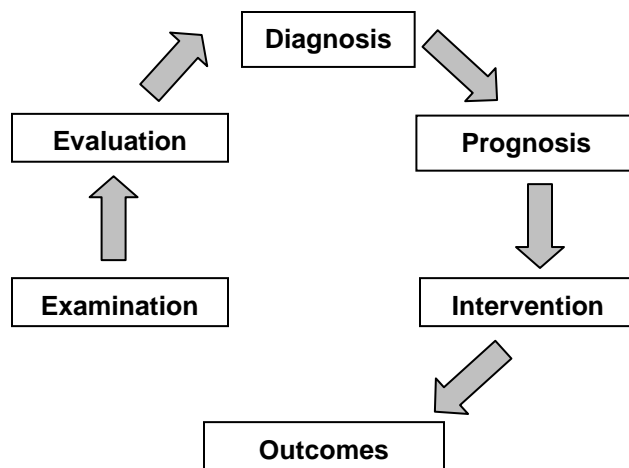 Diagnosis
Evaluation
Prognosis
Examination
Intervention
Outcomes